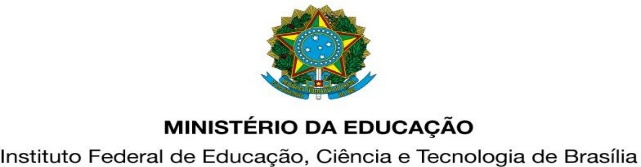 MINISTÉRIO DA EDUCAÇÃO
Instituto Federal de Educação, Ciência e Tecnologia de Brasília